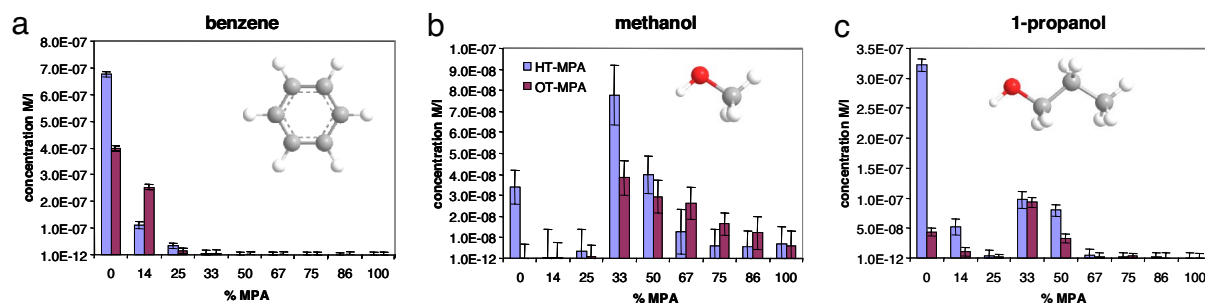 a
benzene
concentration M/l
8.0E-07
7.0E-07
6.0E-07
5.0E-07
4.0E-07
3.0E-07
2.0E-07
1.0E-07
1.0E-12
0 14 25 33 50 67 75 86 100
% MPA
b
methanol
concentration M/l
1.0E-07
9.0E-08
8.0E-08
7.0E-08
6.0E-08
5.0E-08
4.0E-08
3.0E-08
2.0E-08
1.0E-08
1.0E-12
HT-MPA
OT-MPA
0 14 25 33 50 67 75 86 100
% MPA
c
1-propanol
concentration M/l
3.5E-07
3.0E-07
2.5E-07
2.0E-07
1.5E-07
1.0E-07
5.0E-08
1.0E-12
0 14 25 33 50 67 75 86 100
% MPA